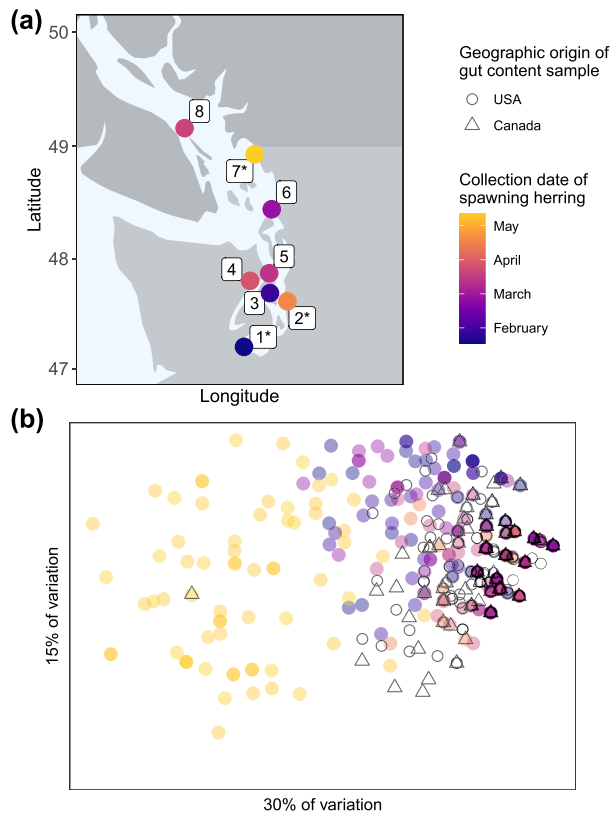 (a)
50
49
48
47
Latitude
Longitude
8
7*
6
5
4
3
2*
1*
Geographic origin of
gut content sample
USA
Canada
Collection date of
spawning herring
May
April
March
February
(b)
15% of variation
30% of variation